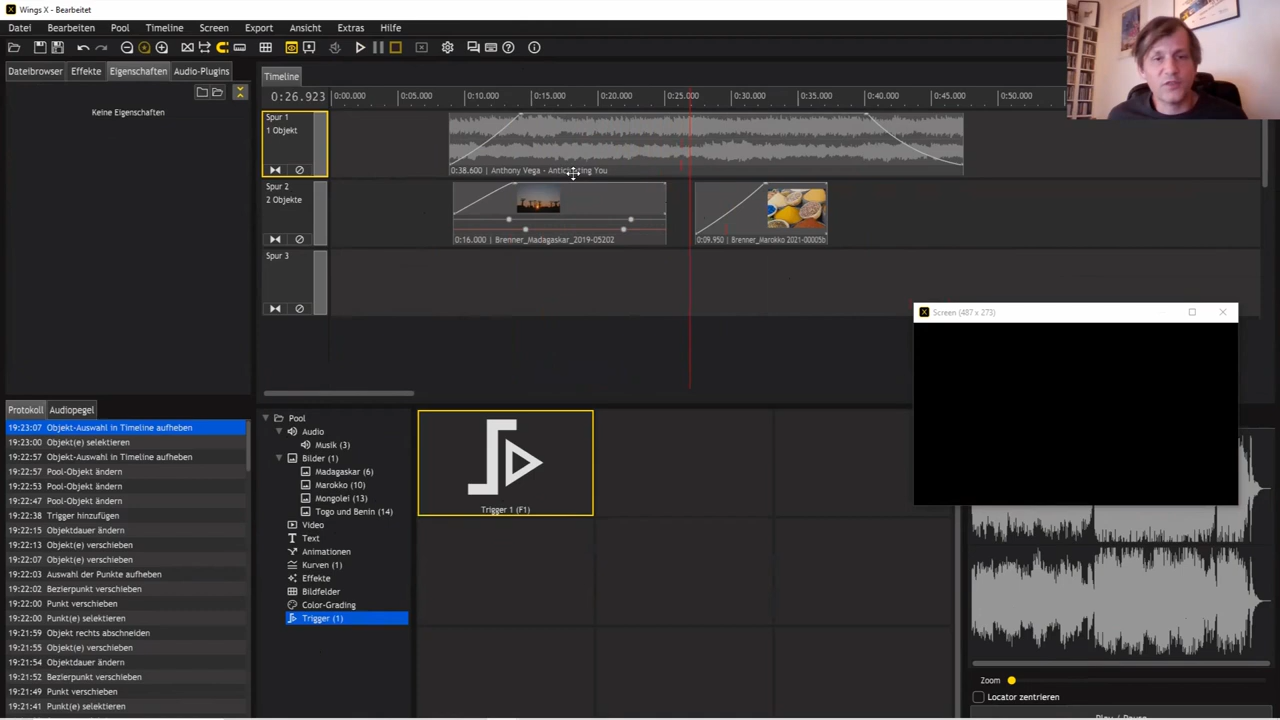 Wings X - Bearbeitet
Datei Bearbeiten Pool Timeline Screen Export Ansicht Extras Hilfe
Dateibrowser Effekte Eigenschaften Audio-Plugins
Keine Eigenschaften
Timeline
0:26.923
0:00.000 0:05.000 0:10.000 0:15.000 0:20.000 0:25.000 0:30.000 0:35.000 0:40.000 0:45.000 0:50.000
Spur 1
1 Objekt
0:38.600 | Anthony Vega - Anticipating You
Spur 2
2 Objekte
0:16.000 | Brenner_Madagaskar_2019-05202
0:09.950 | Brenner_Marokko 2021-00005b
Spur 3
Screen (487 x 273)
Protokoll Audiopegel
19:23:07 Objekt-Auswahl in Timeline aufheben
19:23:00 Objekt(e) selektieren
19:22:57 Objekt-Auswahl in Timeline aufheben
19:22:57 Pool-Objekt ändern
19:22:53 Pool-Objekt ändern
19:22:47 Pool-Objekt ändern
19:22:38 Trigger hinzufügen
19:22:15 Objektdauer ändern
19:22:13 Objekt(e) verschieben
19:22:07 Objekt(e) verschieben
19:22:03 Auswahl der Punkte aufheben
19:22:02 Bezierpunkt verschieben
19:22:00 Punkt verschieben
19:22:00 Punkt(e) selektieren
19:21:59 Objekt rechts abschneiden
19:21:55 Objekt(e) verschieben
19:21:54 Objektdauer ändern
19:21:52 Bezierpunkt verschieben
19:21:49 Punkt verschieben
19:21:41 Punkt(e) selektieren
Pool
Audio
Musik (3)
Bilder (1)
Madagaskar (6)
Marokko (10)
Mongolei (13)
Togo und Benin (14)
Video
Text
Animationen
Kurven (1)
Effekte
Bildfelder
Color-Grading
Trigger (1)
Trigger 1 (F1)
Zoom
Locator zentrieren
Play / Pause